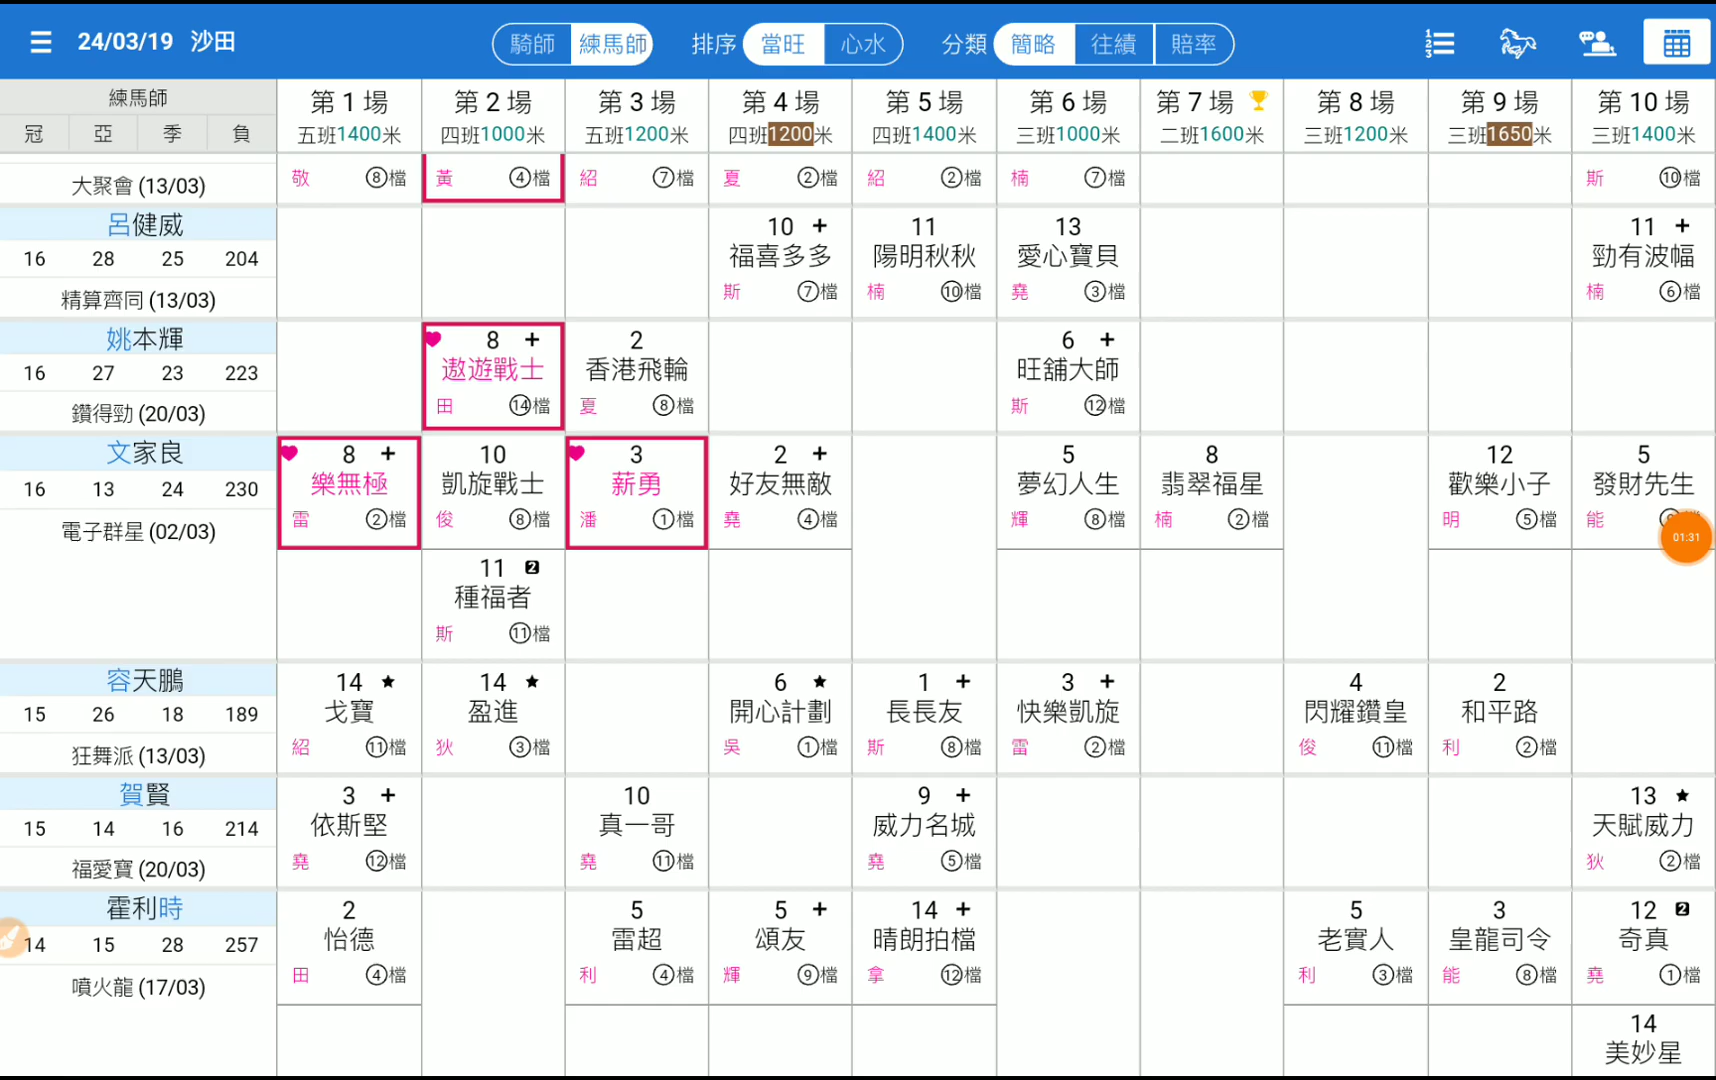 24/03/19 沙田 騎師 練馬師 排序 當旺 心水 分類 簡略 往績 賠率
練馬師 第 1 場 第 2 場 第 3 場 第 4 場 第 5 場 第 6 場 第 7 場 第 8 場 第 9 場 第 10 場
冠 亞 季 負 五班1400米 四班1000米 五班1200米 四班1200米 四班1400米 三班1000米 二班1600米 三班1200米 三班1650米 三班1400米
大聚會 (13/03) 敬 ⑧檔 黃 ④檔 紹 ⑦檔 夏 ②檔 紹 ②檔 楠 ⑦檔 斯 ⑩檔
呂健威 10 + 11 13 11 +
16 28 25 204 福喜多多 陽明秋秋 愛心寶貝 勁有波幅
精算齊同 (13/03) 斯 ⑦檔 楠 ⑩檔 堯 ③檔 楠 ⑥檔
姚本輝 8 + 2 6 +
16 27 23 223 遨遊戰士 香港飛輪 旺舖大師
鑽得勁 (20/03) 田 ⑭檔 夏 ⑧檔 斯 ⑫檔
文家良 8 + 10 3 2 + 5 8 12 5
16 13 24 230 樂無極 凱旋戰士 薪勇 好友無敵 夢幻人生 翡翠福星 歡樂小子 發財先生
電子群星 (02/03) 雷 ②檔 俊 ⑧檔 潘 ①檔 堯 ④檔 輝 ⑧檔 楠 ②檔 明 ⑤檔 能
01:31
11 2
種福者
斯 ⑪檔
容天鵬 14 ★ 14 ★ 6 ★ 1 + 3 + 4 2
15 26 18 189 戈寶 盈進 開心計劃 長長友 快樂凱旋 閃耀鑽皇 和平路
狂舞派 (13/03) 紹 ⑪檔 狄 ③檔 吳 ①檔 斯 ⑧檔 雷 ②檔 俊 ⑪檔 利 ②檔
賀賢 3 + 10 9 + 13 ★
15 14 16 214 依斯堅 真一哥 威力名城 天賦威力
福愛寶 (20/03) 堯 ⑫檔 堯 ⑪檔 堯 ⑤檔 狄 ②檔
霍利時 2 5 5 + 14 + 5 3 12 2
14 15 28 257 怡德 雷超 頌友 晴朗拍檔 老實人 皇龍司令 奇真
噴火龍 (17/03) 田 ④檔 利 ④檔 輝 ⑨檔 拿 ⑫檔 利 ③檔 能 ⑧檔 堯 ①檔
14
美妙星